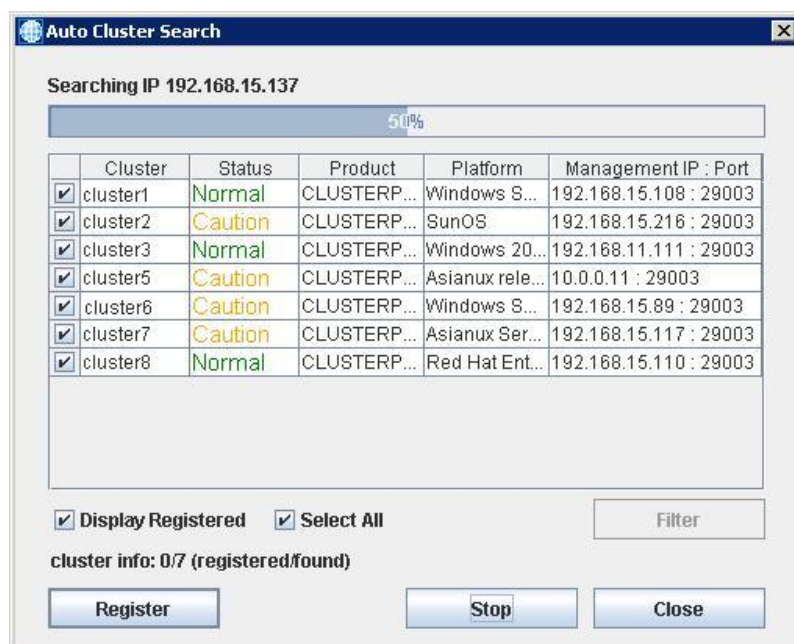 Auto Cluster Search
Searching IP 192.168.15.137
50%
Cluster Status Product Platform Management IP : Port
cluster1 Normal CLUSTERP... Windows S... 192.168.15.108 : 29003
cluster2 Caution CLUSTERP... SunOS 192.168.15.216 : 29003
cluster3 Normal CLUSTERP... Windows 20... 192.168.11.111 : 29003
cluster5 Caution CLUSTERP... Asianux rele... 10.0.0.11 : 29003
cluster6 Caution CLUSTERP... Windows S... 192.168.15.89 : 29003
cluster7 Caution CLUSTERP... Asianux Ser... 192.168.15.117 : 29003
cluster8 Normal CLUSTERP... Red Hat Ent... 192.168.15.110 : 29003
Display Registered Select All Filter
cluster info: 0/7 (registered/found)
Register Stop Close